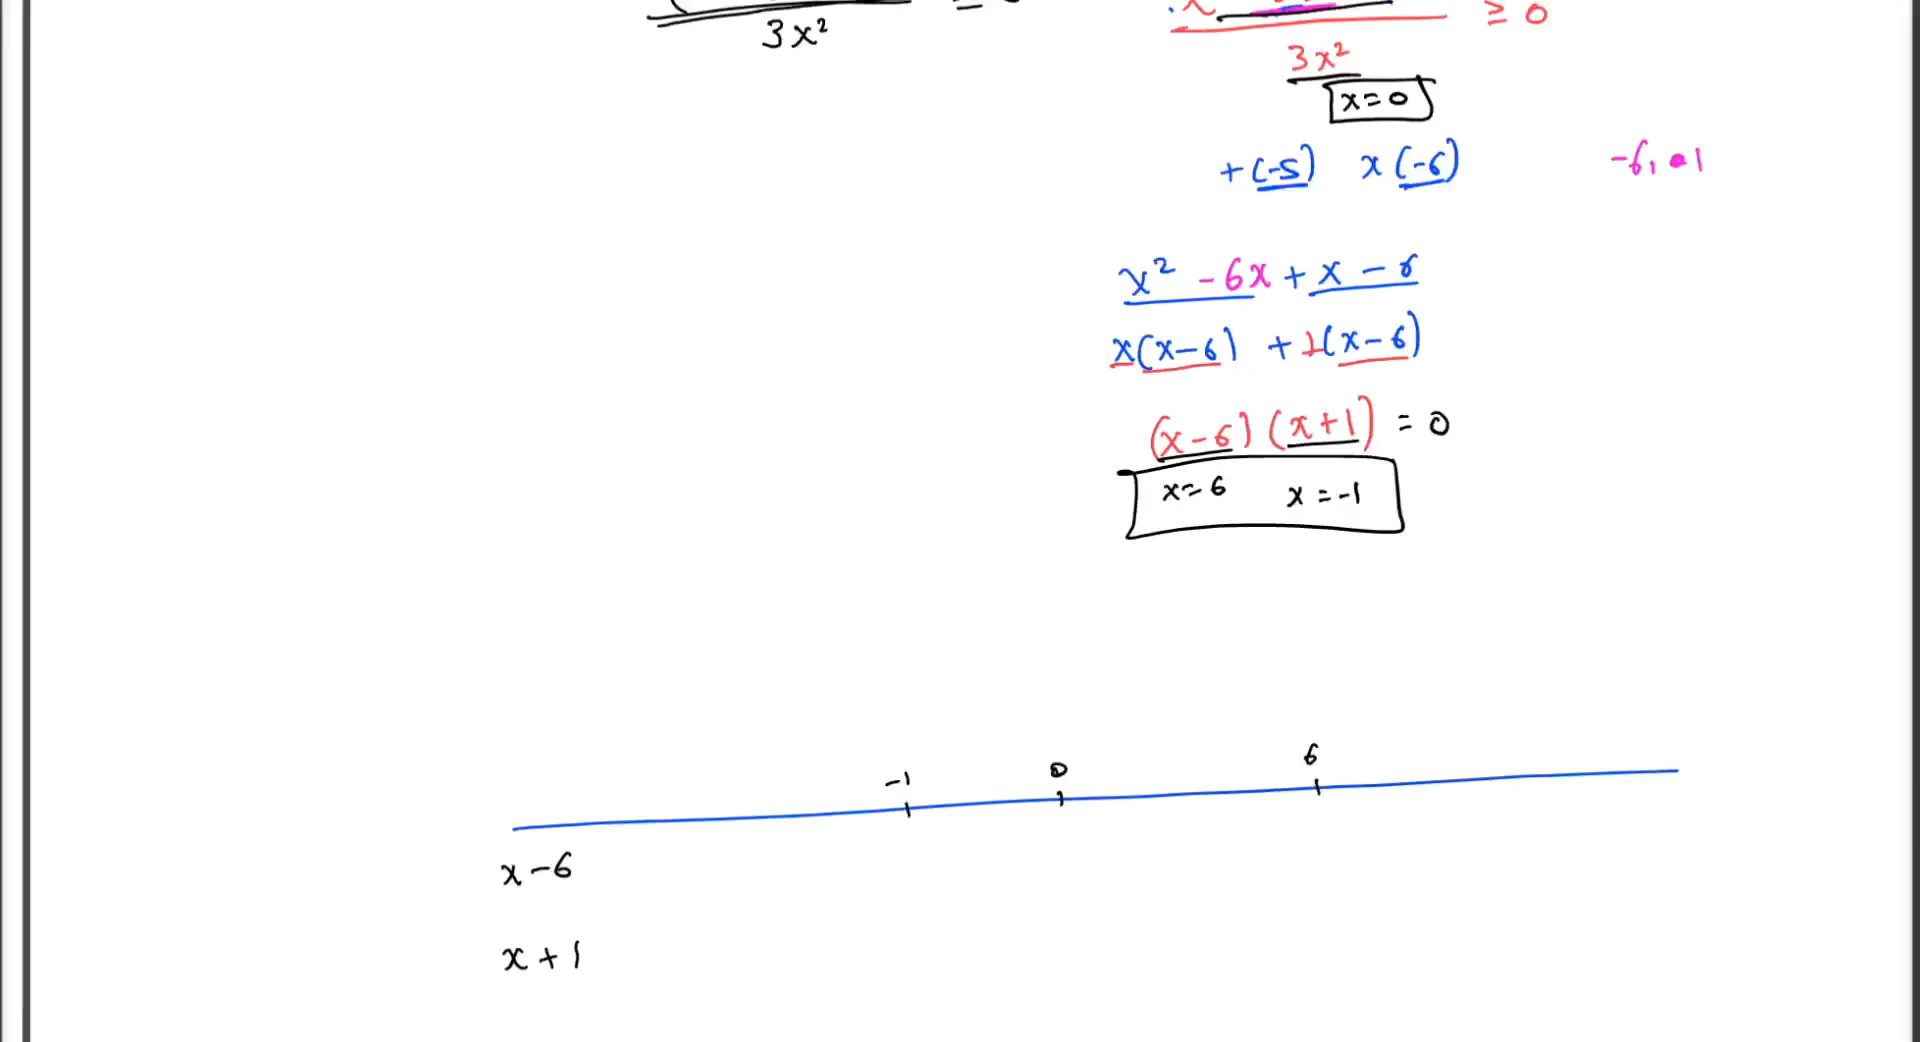 3x²
≥ 0
3x²
x=0
+(-5) x(-6) -6, 1
x² -6x + x - 6
x(x-6) + 1(x-6)
(x-6) (x+1) = 0
x=6 x=-1
-1 0 6
x-6
x+1